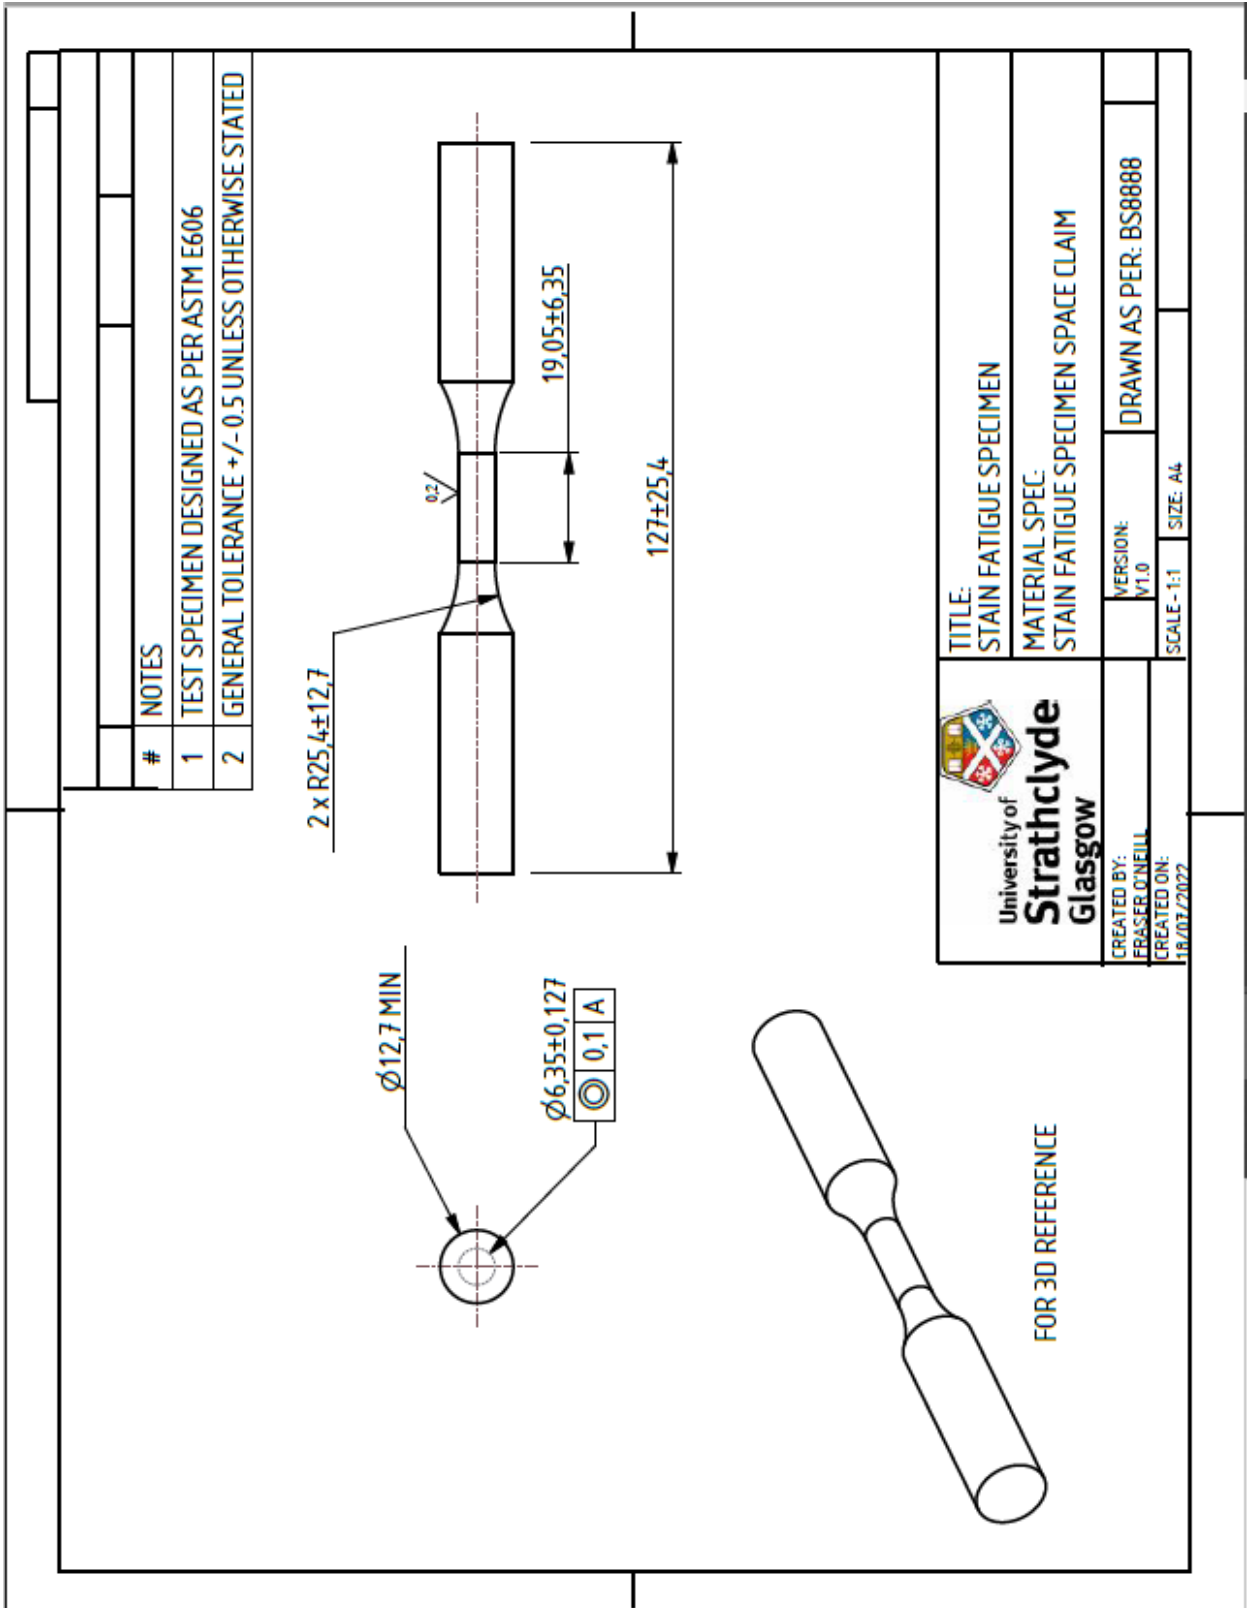 # NOTES
1 TEST SPECIMEN DESIGNED AS PER ASTM E606
2 GENERAL TOLERANCE +/- 0.5 UNLESS OTHERWISE STATED
2 x R25,4±12,7
0,2
19,05±6,35
127±25,4
Ø12,7 MIN
Ø6,35±0,127
◎ 0,1 A
FOR 3D REFERENCE
University of
Strathclyde
Glasgow
TITLE:
STAIN FATIGUE SPECIMEN
MATERIAL SPEC:
STAIN FATIGUE SPECIMEN SPACE CLAIM
CREATED BY:
FRASER O'NEILL
CREATED ON:
18/07/2022
VERSION:
V1.0
DRAWN AS PER: BS8888
SCALE - 1:1
SIZE: A4